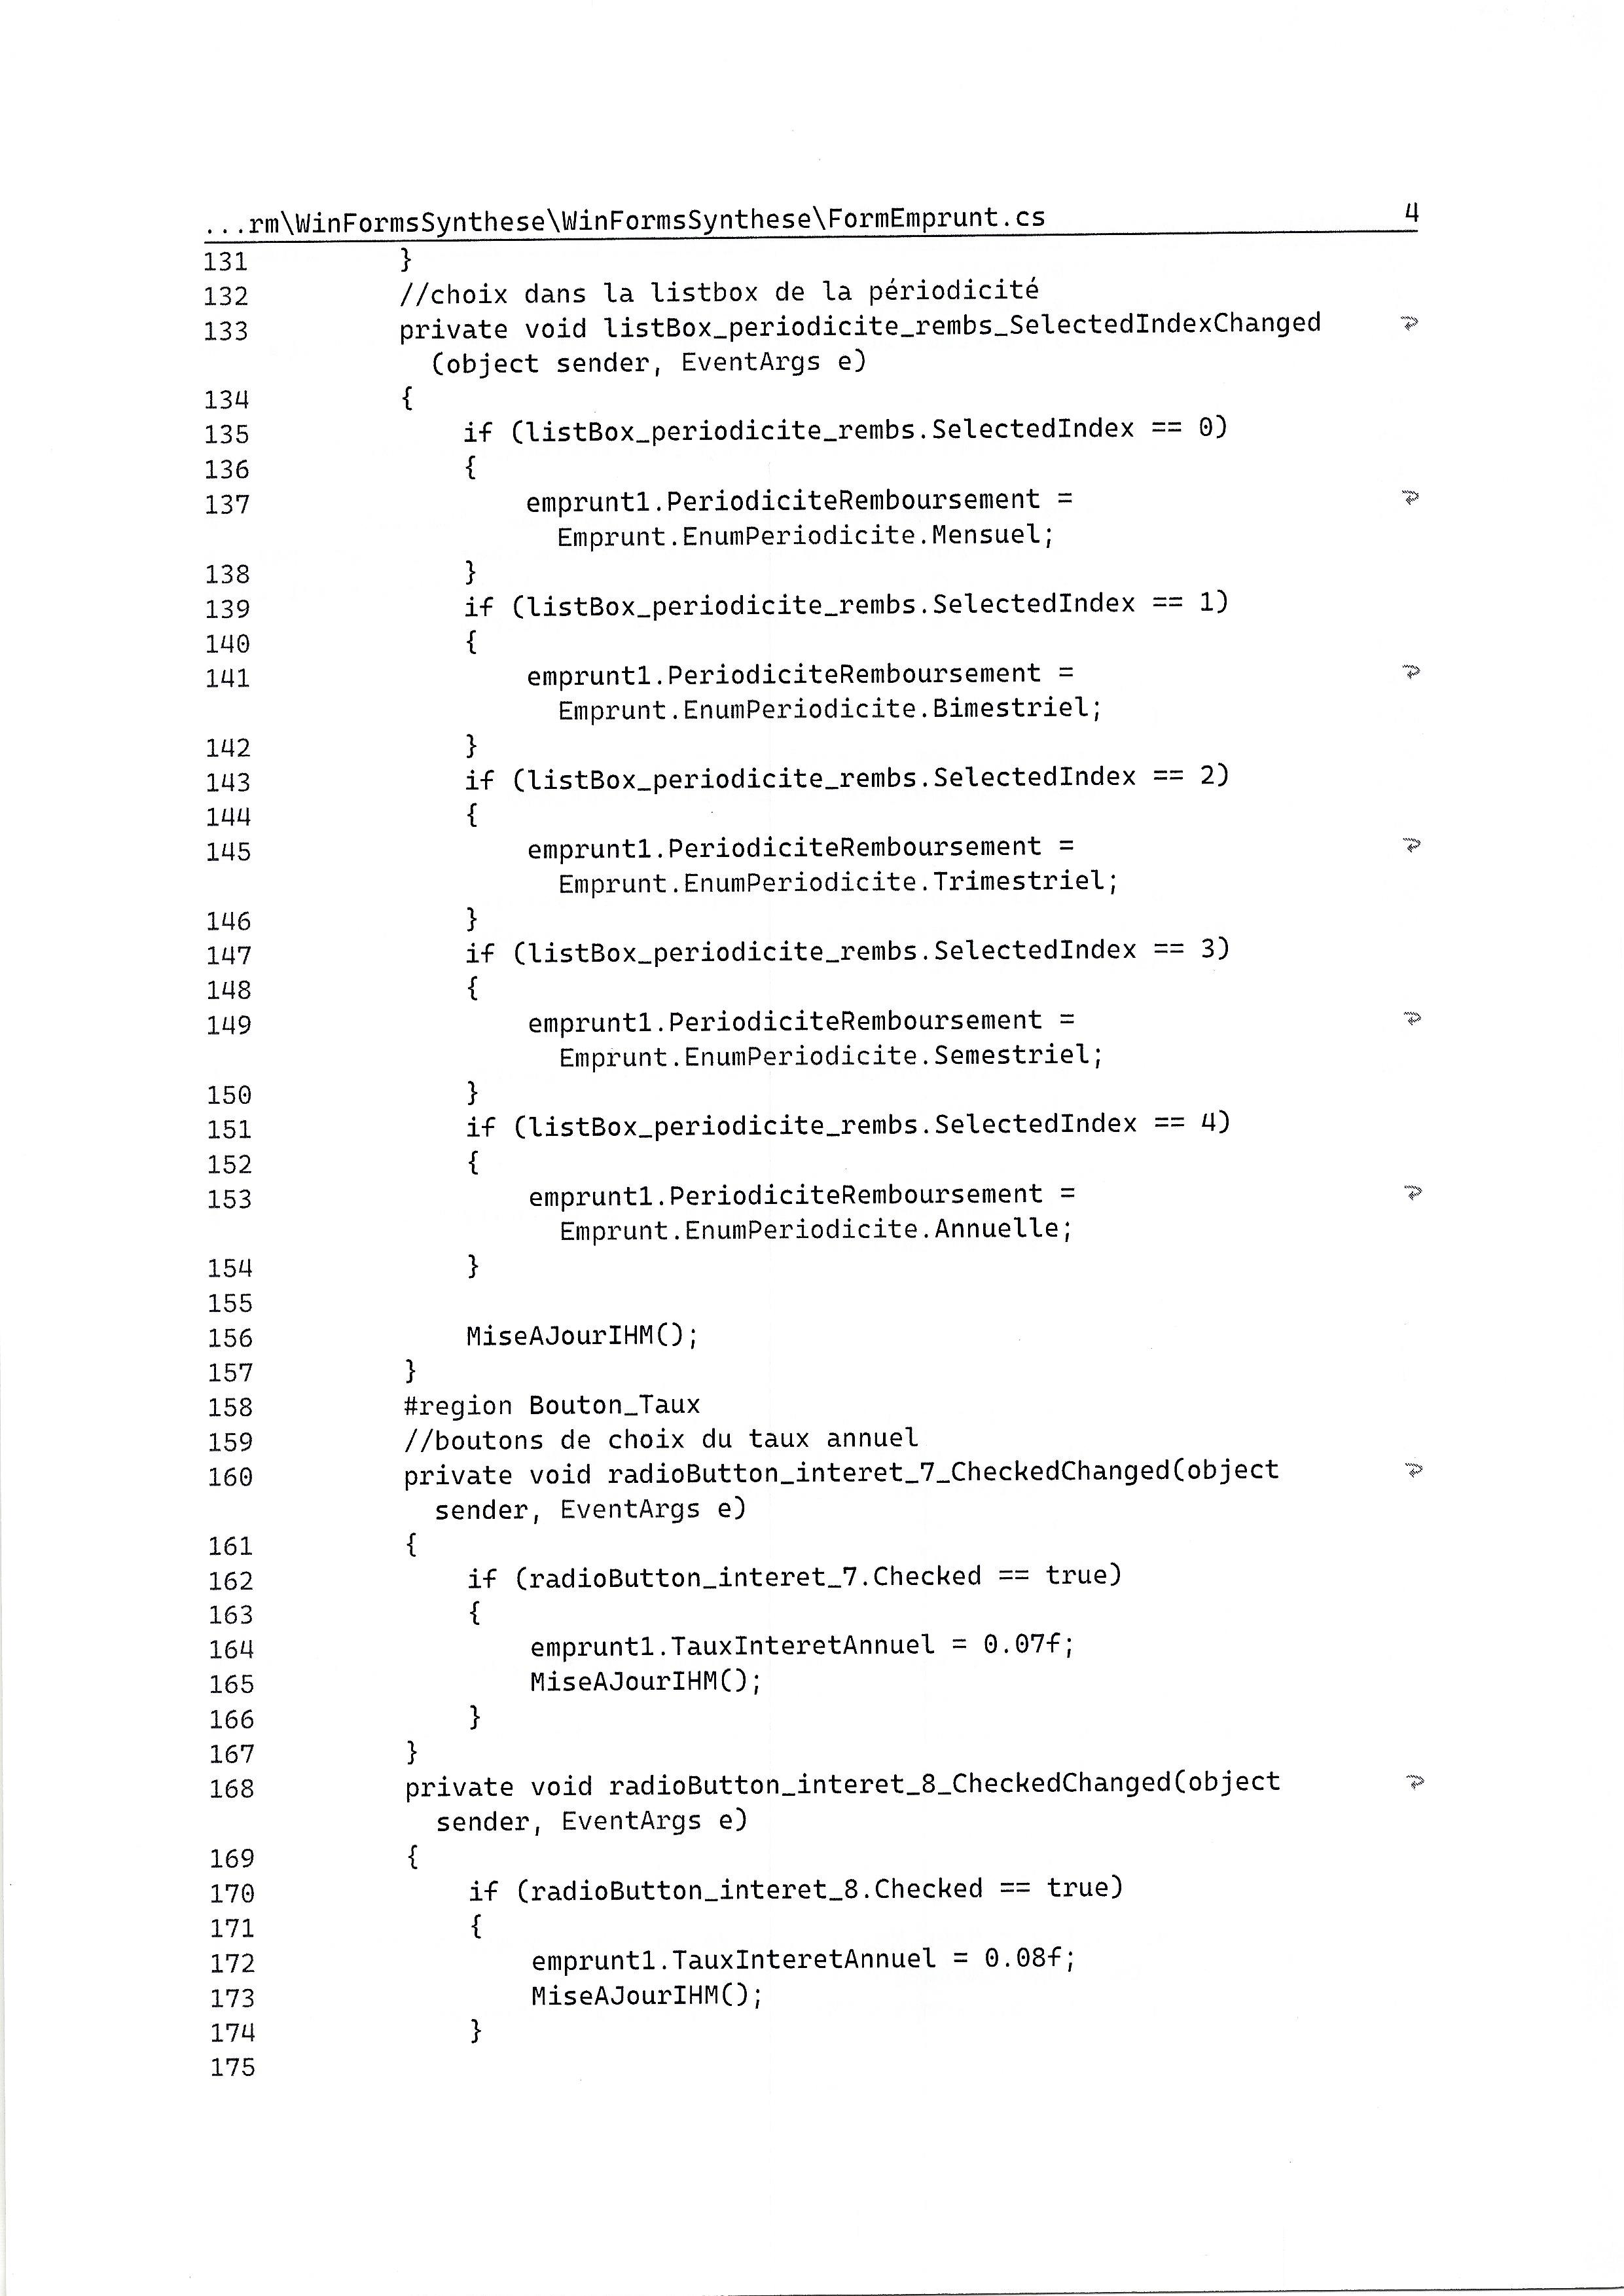 ...rm\WinFormsSynthese\WinFormsSynthese\FormEmprunt.cs 4
131 }
132 //choix dans la listbox de la périodicité
133 private void listBox_periodicite_rembs_SelectedIndexChanged
(object sender, EventArgs e)
134 {
135 if (listBox_periodicite_rembs.SelectedIndex == 0)
136 {
137 emprunt1.PeriodiciteRemboursement =
Emprunt.EnumPeriodicite.Mensuel;
138 }
139 if (listBox_periodicite_rembs.SelectedIndex == 1)
140 {
141 emprunt1.PeriodiciteRemboursement =
Emprunt.EnumPeriodicite.Bimestriel;
142 }
143 if (listBox_periodicite_rembs.SelectedIndex == 2)
144 {
145 emprunt1.PeriodiciteRemboursement =
Emprunt.EnumPeriodicite.Trimestriel;
146 }
147 if (listBox_periodicite_rembs.SelectedIndex == 3)
148 {
149 emprunt1.PeriodiciteRemboursement =
Emprunt.EnumPeriodicite.Semestriel;
150 }
151 if (listBox_periodicite_rembs.SelectedIndex == 4)
152 {
153 emprunt1.PeriodiciteRemboursement =
Emprunt.EnumPeriodicite.Annuelle;
154 }
155
156 MiseAJourIHM();
157 }
158 #region Bouton_Taux
159 //boutons de choix du taux annuel
160 private void radioButton_interet_7_CheckedChanged(object
sender, EventArgs e)
161 {
162 if (radioButton_interet_7.Checked == true)
163 {
164 emprunt1.TauxInteretAnnuel = 0.07f;
165 MiseAJourIHM();
166 }
167 }
168 private void radioButton_interet_8_CheckedChanged(object
sender, EventArgs e)
169 {
170 if (radioButton_interet_8.Checked == true)
171 {
172 emprunt1.TauxInteretAnnuel = 0.08f;
173 MiseAJourIHM();
174 }
175